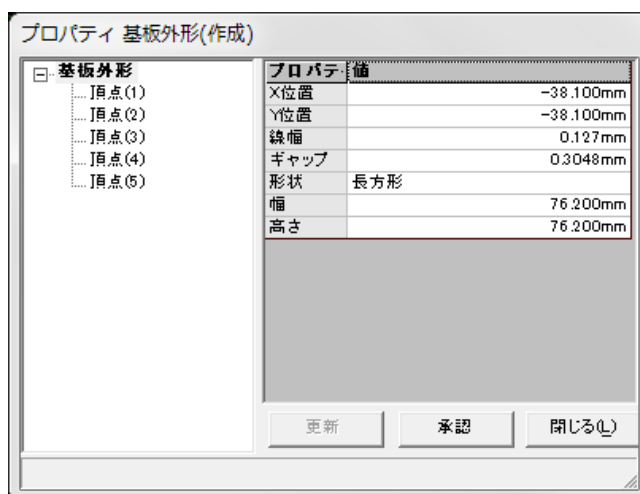 プロパティ 基板外形(作成)
基板外形
頂点(1)
頂点(2)
頂点(3)
頂点(4)
頂点(5)
プロパティ 値
X位置 -38.100mm
Y位置 -38.100mm
線幅 0.127mm
ギャップ 0.3048mm
形状 長方形
幅 76.200mm
高さ 76.200mm
更新 承認 閉じる(L)